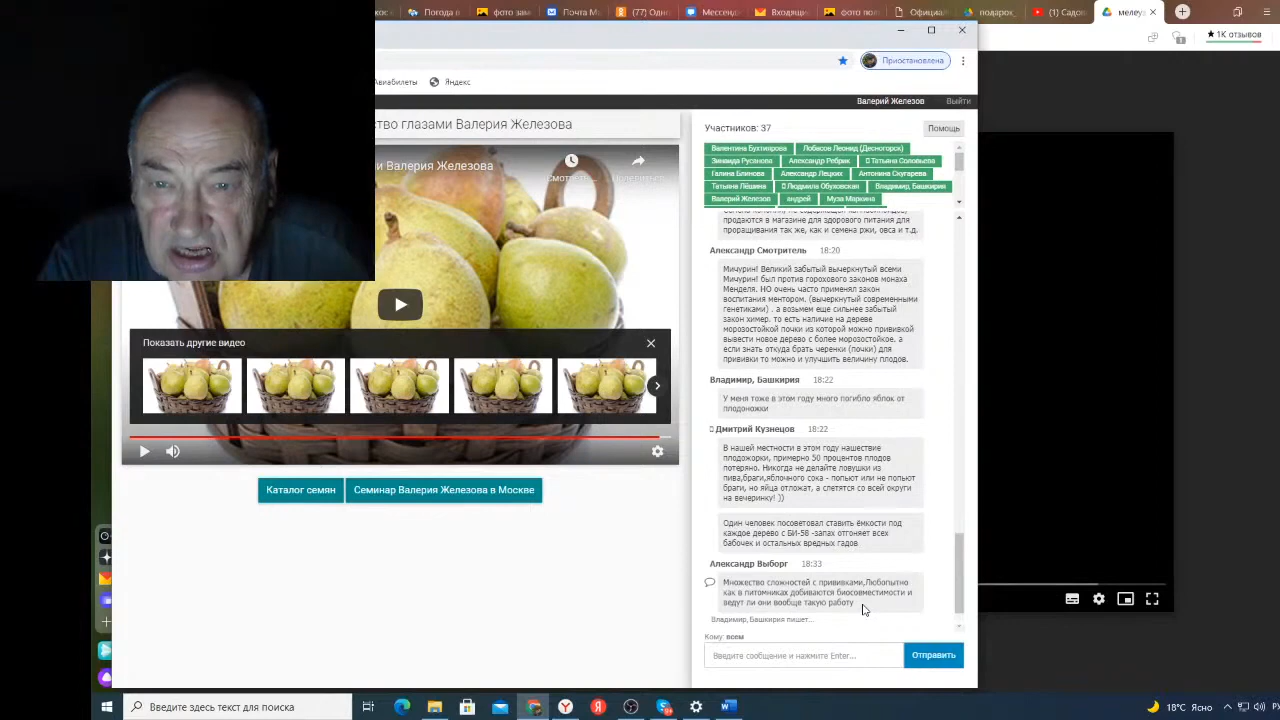 Погода
фото зам
Почта М
(77) Одн
Мессенд
Входящи
фото пол
Официал
подарок
(1) Садов
мелеуз
1К отзывов
Приостановлена
Авиабилеты
Яндекс
Валерий Железов
Выйти
ство глазами Валерия Железова
Участников: 37
Помощь
Валентина Бухтиярова
Лобасов Леонид (Десногорск)
Зинаида Русанова
Александр Ребрик
Татьяна Соловьева
Галина Блинова
Александр Лецких
Антонина Скугарева
Татьяна Лёшина
Людмила Обуховская
Владимир, Башкирия
Валерий Железов
андрей
Муза Маркина
ми Валерия Железова
Смотреть...
Поделиться
продаются в магазине для здорового питания для
проращивания так же, как и семена ржи, овса и т.д.
Александр Смотритель 18:20
Мичурин! Великий забытый вычеркнутый всеми
Мичурин! был против горохового законов монаха
Менделя. НО очень часто применял закон
воспитания ментором. (вычеркнутый современными
генетиками) . а возьмем еще сильнее забытый
закон химер. то есть наличие на дереве
морозостойкой почки из которой можно прививкой
вывести новое дерево с более морозостойкое. а
если знать откуда брать черенки (почки) для
прививки то можно и улучшить величину плодов.
Владимир, Башкирия 18:22
У меня тоже в этом году много погибло яблок от
плодоножки
Дмитрий Кузнецов 18:22
В нашей местности в этом году нашествие
плодожорки, примерно 50 процентов плодов
потеряно. Никогда не делайте ловушки из
пива,браги,яблочного сока - попьют или не попьют
браги, но яйца отложат, а слетятся со всей округи
на вечеринку! ))
Один человек посоветовал ставить ёмкости под
каждое дерево с БИ-58 -запах отгоняет всех
бабочек и остальных вредных гадов
Александр Выборг 18:33
Множество сложностей с прививками,Любопытно
как в питомниках добиваются биосовместимости и
ведут ли они вообще такую работу
Владимир, Башкирия пишет...
Кому: всем
Введите сообщение и нажмите Enter...
Отправить
Показать другие видео
Каталог семян
Семинар Валерия Железова в Москве
Введите здесь текст для поиска
18°C Ясно